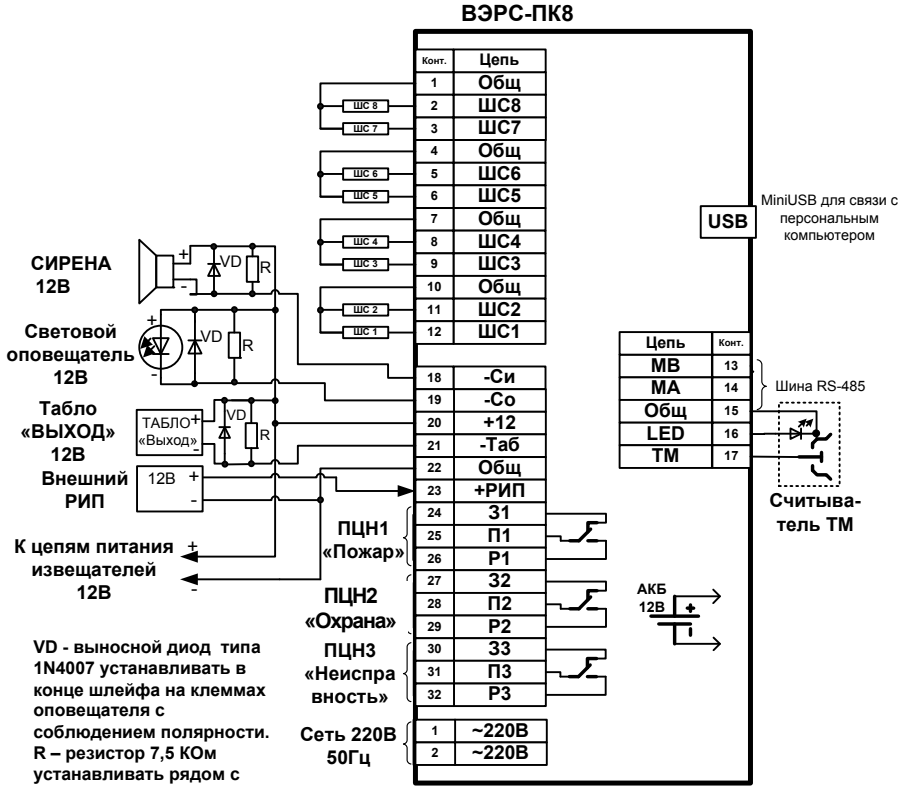 ВЭРС-ПК8
Конт. Цепь
1 Общ
ШС 8 2 ШС8
ШС 7 3 ШС7
4 Общ
ШС 6 5 ШС6
ШС 5 6 ШС5
7 Общ
ШС 4 8 ШС4
ШС 3 9 ШС3
10 Общ
ШС 2 11 ШС2
ШС 1 12 ШС1
USB
MiniUSB для связи с
персональным
компьютером
СИРЕНА
12В
+
-
VD
R
Световой
оповещатель
12В
+
-
VD
R
Табло
«ВЫХОД»
12В
ТАБЛО+
«Выход»-
VD
R
Внешний
РИП
12В +
-
К цепям питания
извещателей
12В
+
-
18 -Си
19 -Со
20 +12
21 -Таб
22 Общ
23 +РИП
24 З1
25 П1
26 Р1
27 З2
28 П2
29 Р2
30 З3
31 П3
32 Р3
ПЦН1
«Пожар»
ПЦН2
«Охрана»
ПЦН3
«Неиспра
вность»
Сеть 220В
50Гц
1 ~220В
2 ~220В
Цепь Конт.
МВ 13
МА 14
Общ 15
LED 16
ТМ 17
Шина RS-485
Считыва-
тель ТМ
АКБ
12В
+
-
VD - выносной диод типа
1N4007 устанавливать в
конце шлейфа на клеммах
оповещателя с
соблюдением полярности.
R – резистор 7,5 КОм
устанавливать рядом с